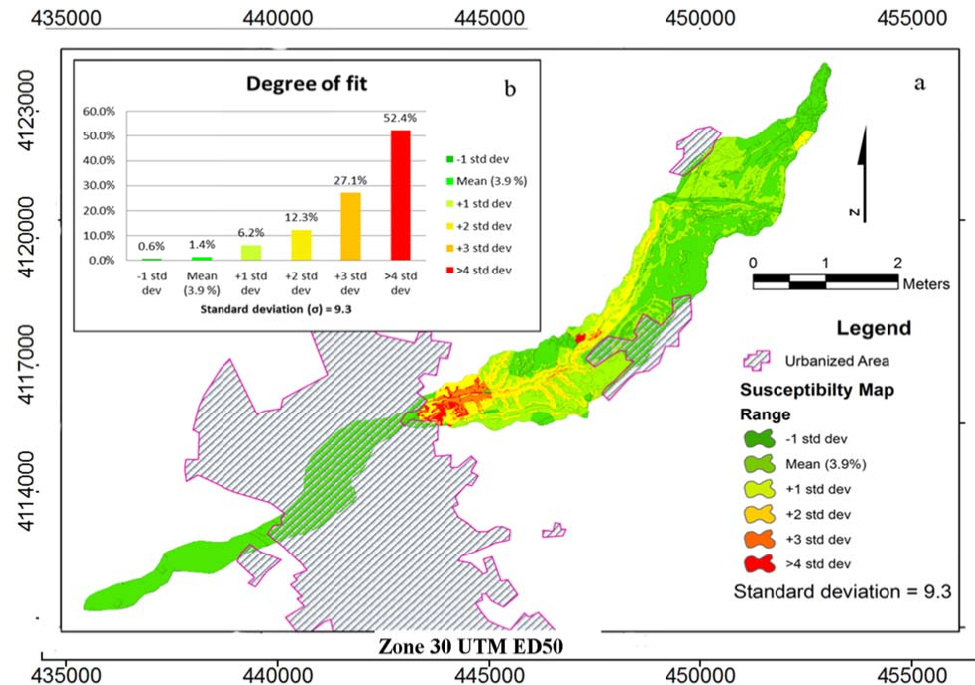 435000 440000 445000 450000 455000
a
Degree of fit
b
60.0%
50.0%
40.0%
30.0%
20.0%
10.0%
0.0%
0.6%
1.4%
6.2%
12.3%
27.1%
52.4%
-1 std dev
Mean (3.9 %)
+1 std dev
+2 std dev
+3 std dev
>4 std dev
Standard deviation (σ) = 9.3
-1 std dev
Mean (3.9 %)
+1 std dev
+2 std dev
+3 std dev
>4 std dev
4123000
4120000
4117000
4114000
N
0 1 2
Meters
Legend
Urbanized Area
Susceptibilty Map
Range
-1 std dev
Mean (3.9%)
+1 std dev
+2 std dev
+3 std dev
>4 std dev
Standard deviation = 9.3
Zone 30 UTM ED50
435000 440000 445000 450000 455000